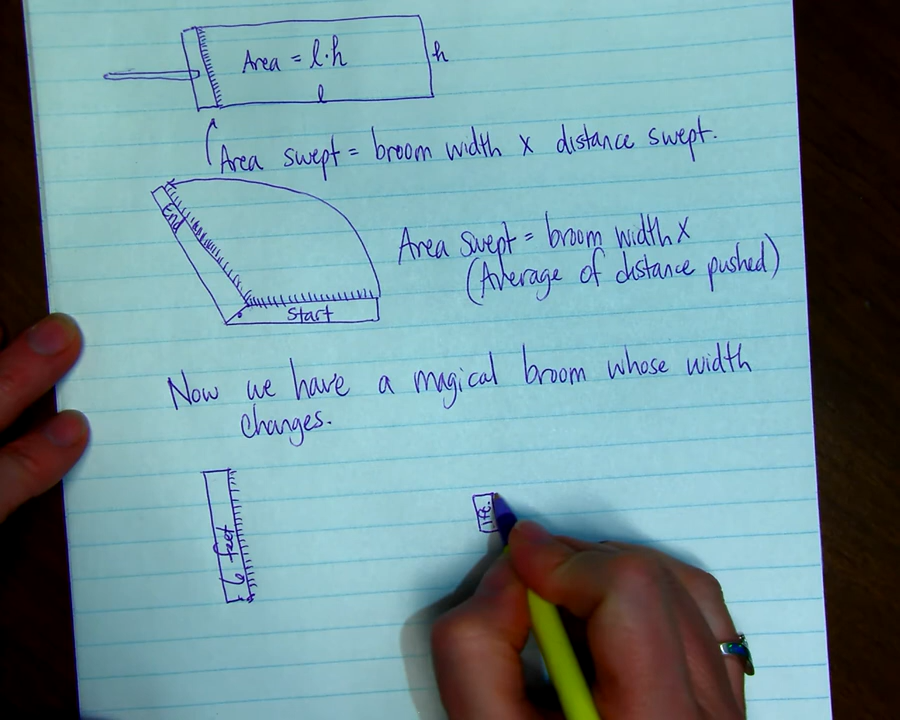 Area = l·h
h
l
Area swept = broom width x distance swept.
End
Start
Area swept = broom width x
(Average of distance pushed)
Now we have a magical broom whose width
changes.
6 feet
1 ft.